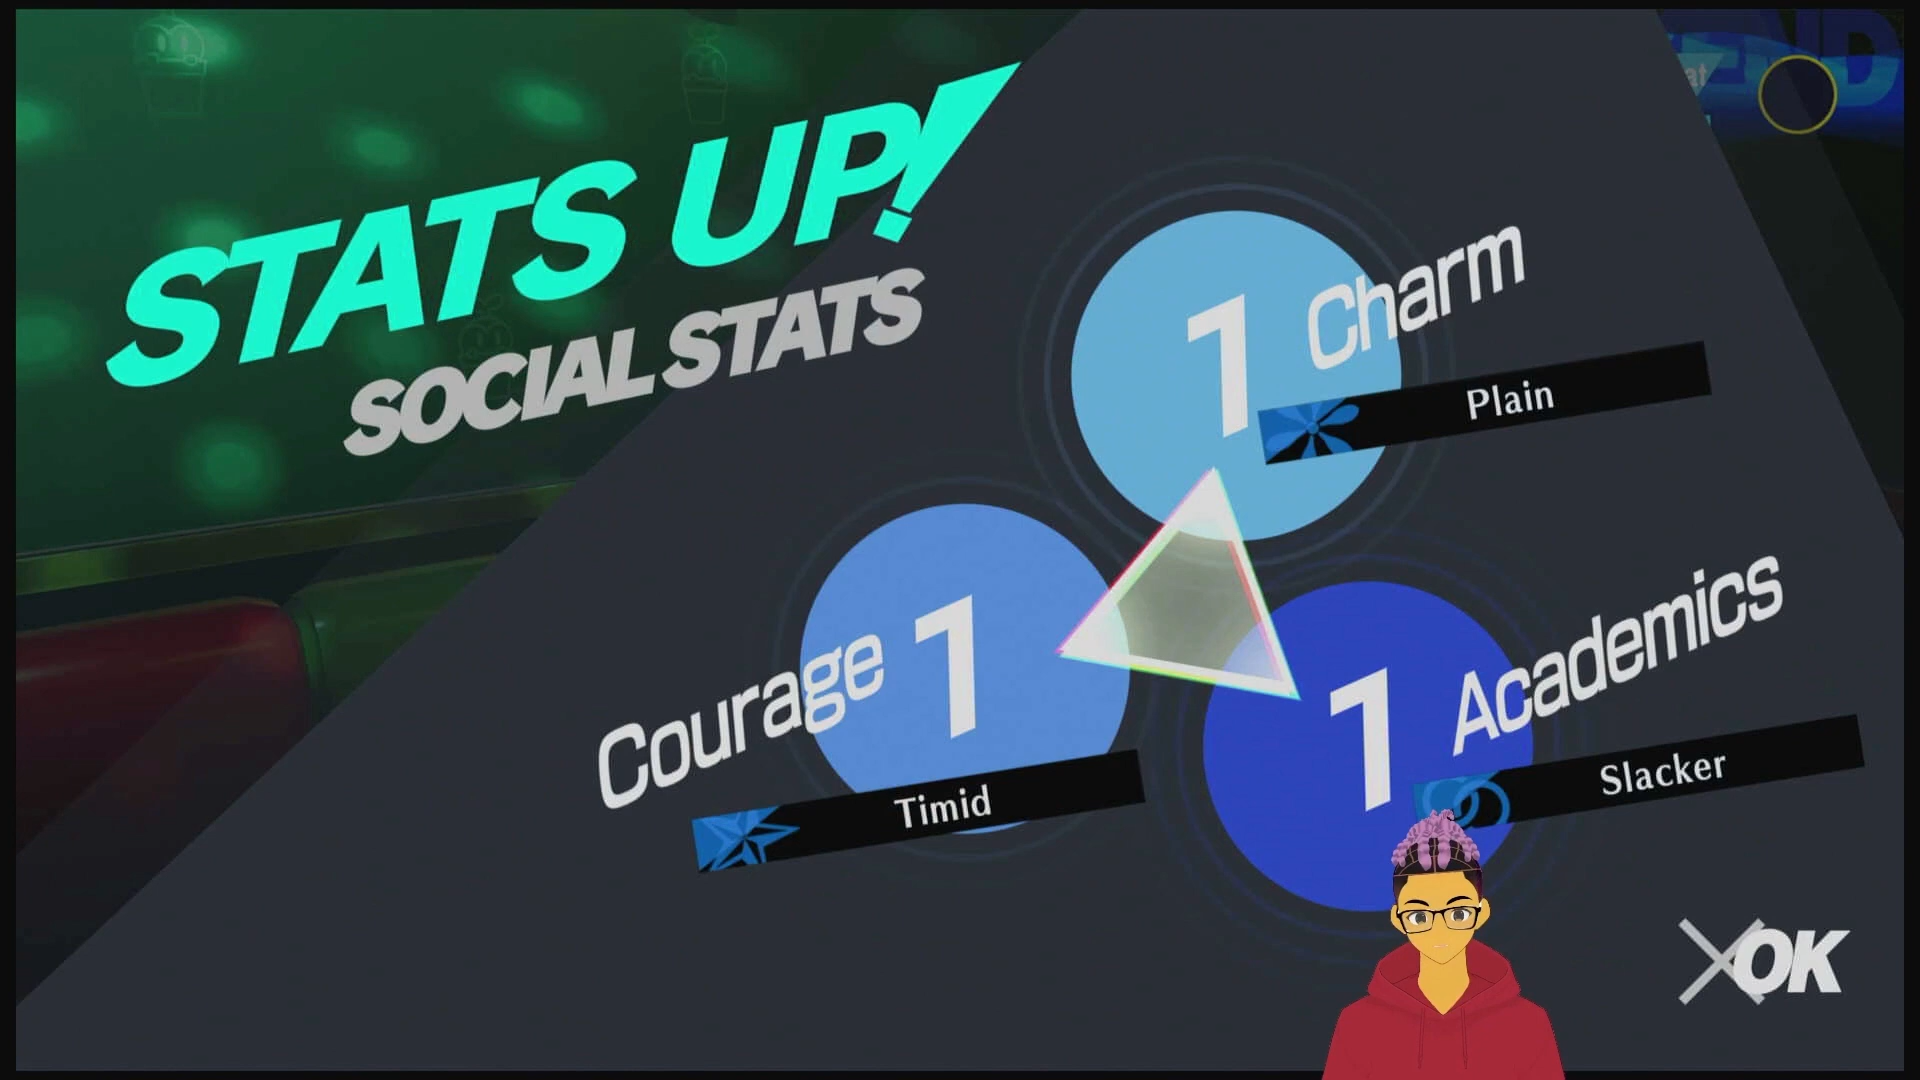 STATS UP!
SOCIAL STATS
1 Charm
Plain
Courage 1
Timid
1 Academics
Slacker
OK